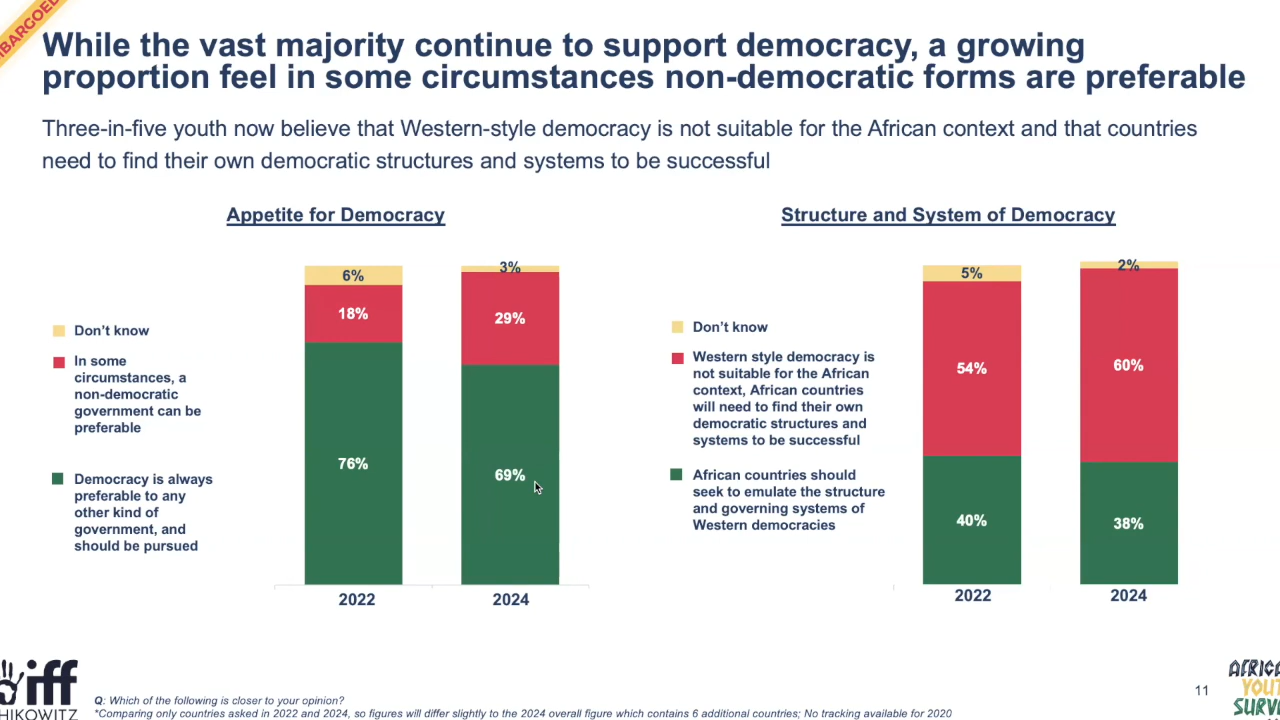 BARGOED
While the vast majority continue to support democracy, a growing
proportion feel in some circumstances non-democratic forms are preferable
Three-in-five youth now believe that Western-style democracy is not suitable for the African context and that countries
need to find their own democratic structures and systems to be successful
Appetite for Democracy
6%
3%
18%
29%
Don’t know
In some
circumstances, a
non-democratic
government can be
preferable
76%
69%
Democracy is always
preferable to any
other kind of
government, and
should be pursued
2022
2024
Structure and System of Democracy
5%
2%
Don’t know
Western style democracy is
not suitable for the African
context, African countries
will need to find their own
democratic structures and
systems to be successful
54%
60%
African countries should
seek to emulate the structure
and governing systems of
Western democracies
40%
38%
2022
2024
iff
HIKOWITZ
Q: Which of the following is closer to your opinion?
*Comparing only countries asked in 2022 and 2024, so figures will differ slightly to the 2024 overall figure which contains 6 additional countries; No tracking available for 2020
11
AFRICA
YOUT
SURVE